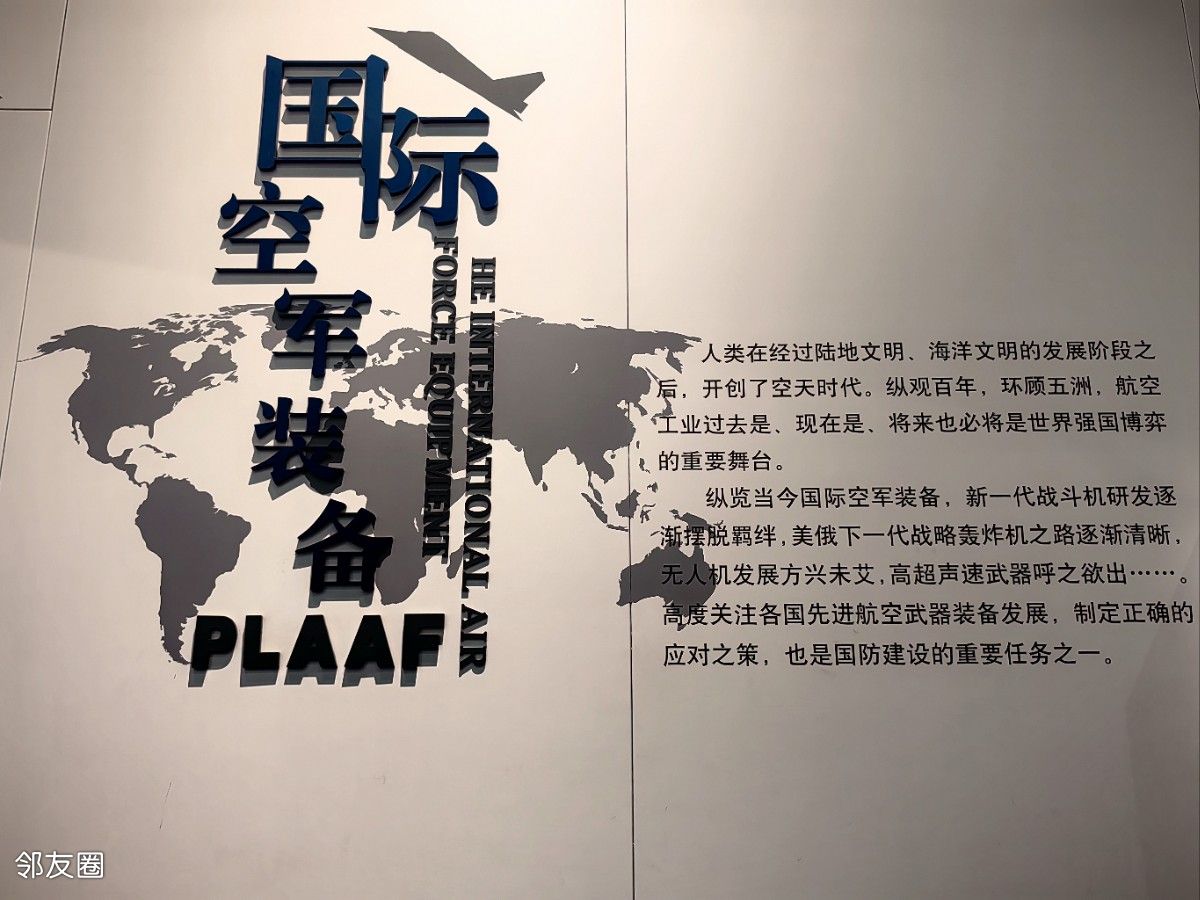 国际
空军装备
HE INTERNATIONAL AIR
FORCE EQUIPMENT
PLAAF
人类在经过陆地文明、海洋文明的发展阶段之
后，开创了空天时代。纵观百年，环顾五洲，航空
工业过去是、现在是、将来也必将是世界强国博弈
的重要舞台。
纵览当今国际空军装备，新一代战斗机研发逐
渐摆脱羁绊，美俄下一代战略轰炸机之路逐渐清晰，
无人机发展方兴未艾，高超声速武器呼之欲出……。
高度关注各国先进航空武器装备发展，制定正确的
应对之策，也是国防建设的重要任务之一。
邻友圈